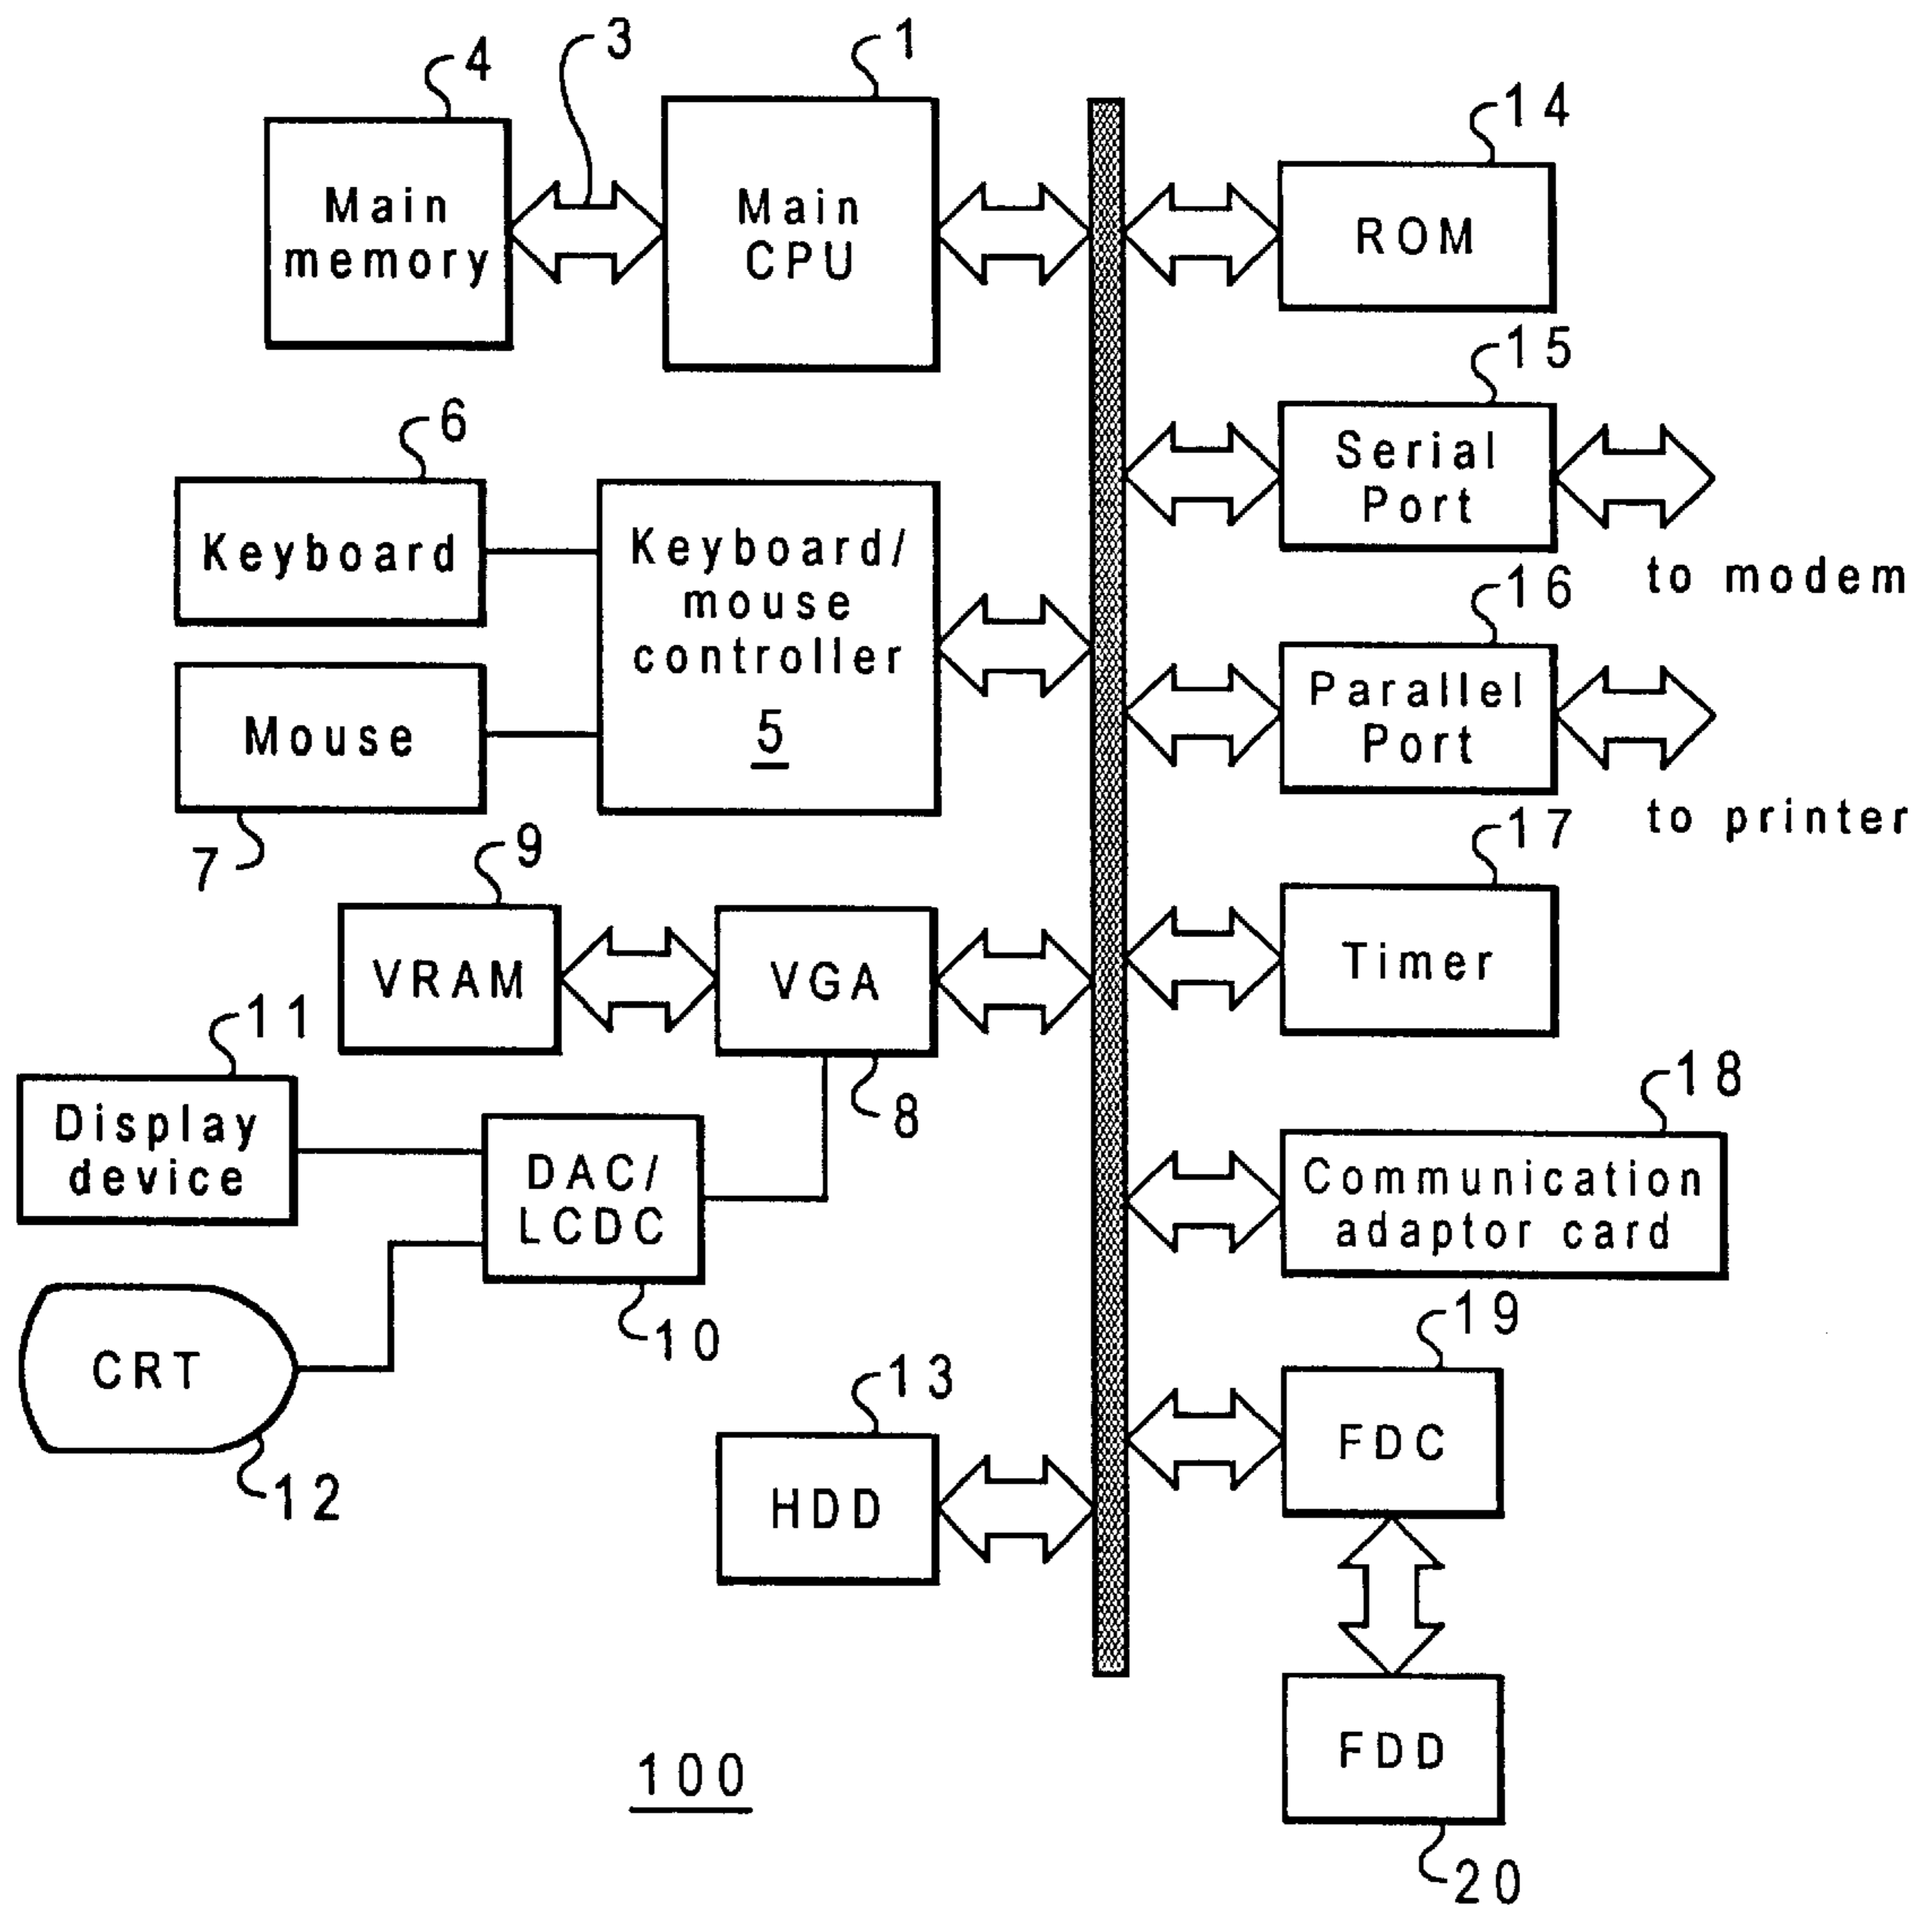 4
3
1
14
Main
memory
Main
CPU
ROM
15
Serial
Port
to modem
6
Keyboard
Keyboard/
mouse
controller
5
16
Parallel
Port
to printer
Mouse
7
9
VRAM
VGA
8
17
Timer
11
Display
device
DAC/
LCDC
10
18
Communication
adaptor card
CRT
12
13
HDD
19
FDC
FDD
20
100